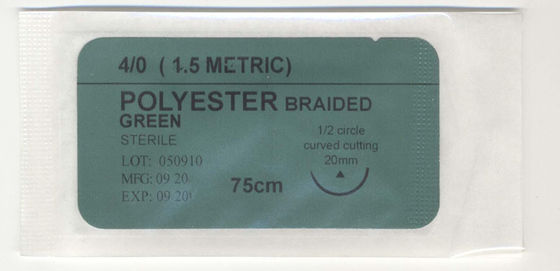 4/0 ( 1.5 METRIC)
POLYESTER BRAIDED
GREEN
STERILE
1/2 circle
curved cutting
20mm
LOT: 050910
MFG: 09 20
EXP: 09 20
75cm